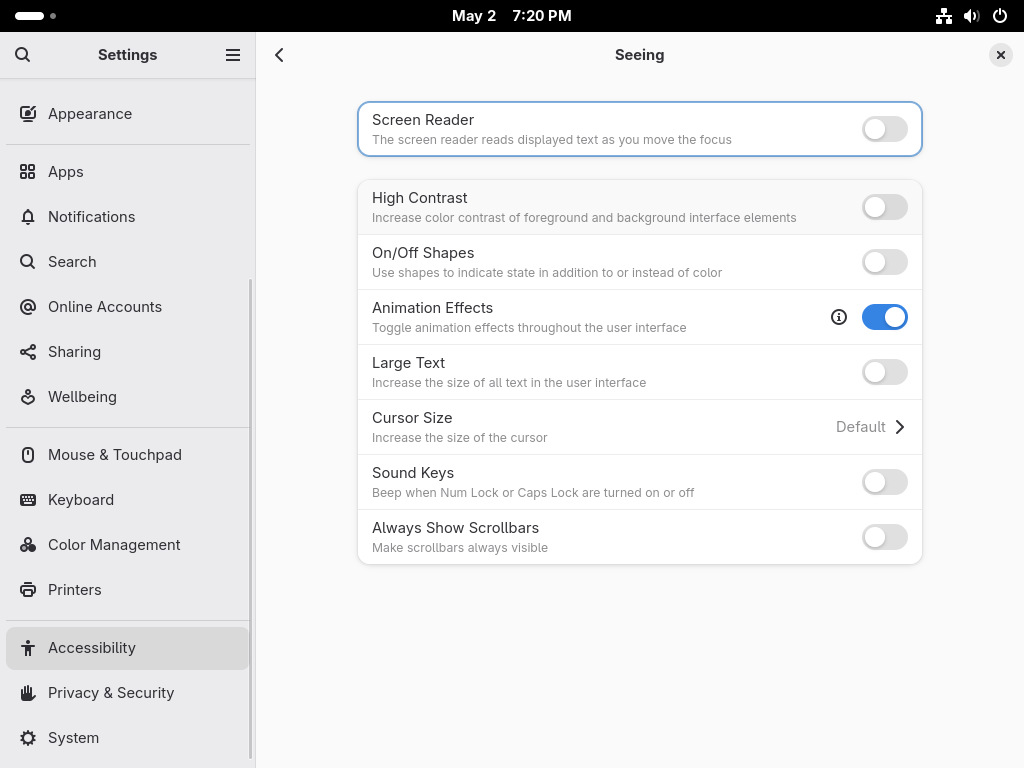 May 2 7:20 PM
Settings
Seeing
Appearance
Apps
Notifications
Search
Online Accounts
Sharing
Wellbeing
Mouse & Touchpad
Keyboard
Color Management
Printers
Accessibility
Privacy & Security
System
Screen Reader
The screen reader reads displayed text as you move the focus
High Contrast
Increase color contrast of foreground and background interface elements
On/Off Shapes
Use shapes to indicate state in addition to or instead of color
Animation Effects
Toggle animation effects throughout the user interface
Large Text
Increase the size of all text in the user interface
Cursor Size
Increase the size of the cursor
Default
Sound Keys
Beep when Num Lock or Caps Lock are turned on or off
Always Show Scrollbars
Make scrollbars always visible